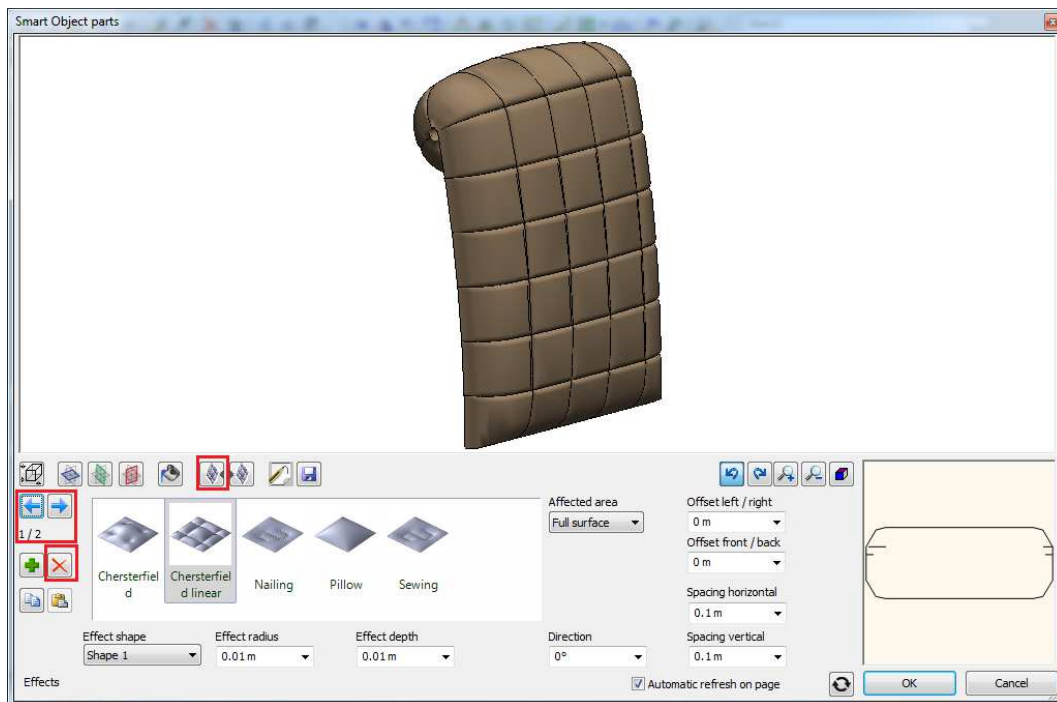 Smart Object parts
Affected area
Full surface
Offset left / right
0 m
Offset front / back
0 m
1 / 2
Chersterfiel
d
Chersterfiel
d linear
Nailing
Pillow
Sewing
Spacing horizontal
0.1 m
Effect shape
Shape 1
Effect radius
0.01 m
Effect depth
0.01 m
Direction
0°
Spacing vertical
0.1 m
Effects
Automatic refresh on page
OK
Cancel